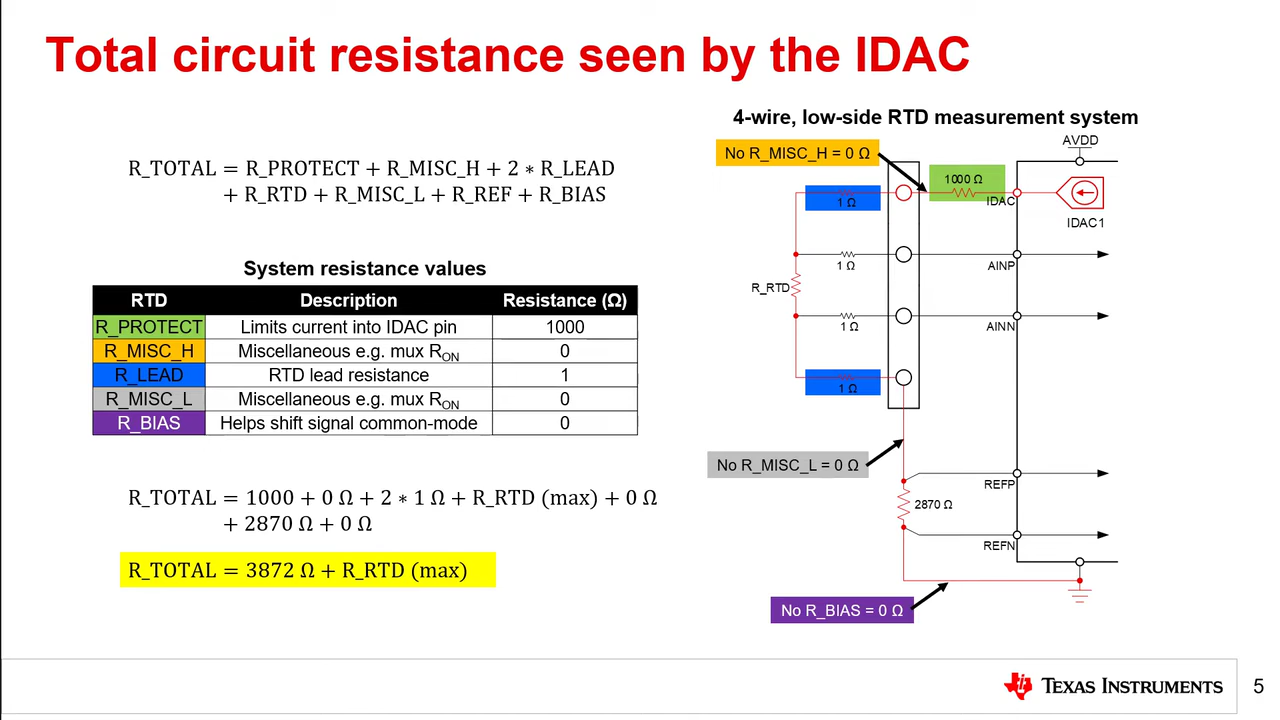 Total circuit resistance seen by the IDAC
R_TOTAL = R_PROTECT + R_MISC_H + 2 ∗ R_LEAD
+ R_RTD + R_MISC_L + R_REF + R_BIAS
System resistance values
RTD Description Resistance (Ω)
R_PROTECT Limits current into IDAC pin 1000
R_MISC_H Miscellaneous e.g. mux R_ON 0
R_LEAD RTD lead resistance 1
R_MISC_L Miscellaneous e.g. mux R_ON 0
R_BIAS Helps shift signal common-mode 0
R_TOTAL = 1000 + 0 Ω + 2 ∗ 1 Ω + R_RTD (max) + 0 Ω
+ 2870 Ω + 0 Ω
R_TOTAL = 3872 Ω + R_RTD (max)
4-wire, low-side RTD measurement system
No R_MISC_H = 0 Ω
AVDD
1000 Ω
1 Ω
IDAC
IDAC1
1 Ω
AINP
R_RTD
1 Ω
AINN
1 Ω
No R_MISC_L = 0 Ω
REFP
2870 Ω
REFN
No R_BIAS = 0 Ω
TEXAS INSTRUMENTS
5